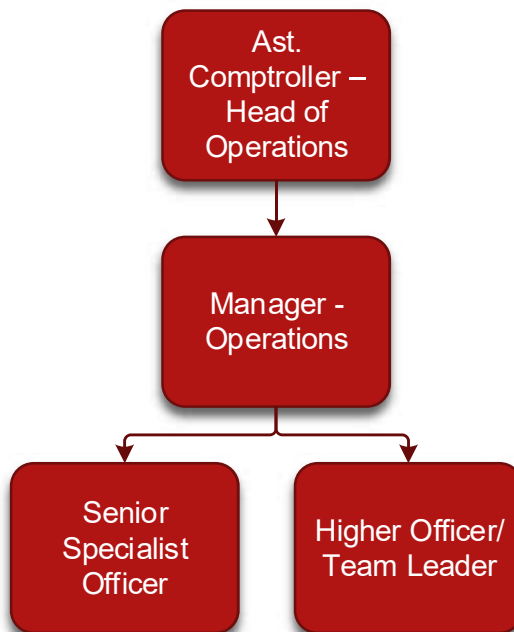 Ast.
Comptroller –
Head of
Operations
Manager -
Operations
Senior
Specialist
Officer
Higher Officer/
Team Leader